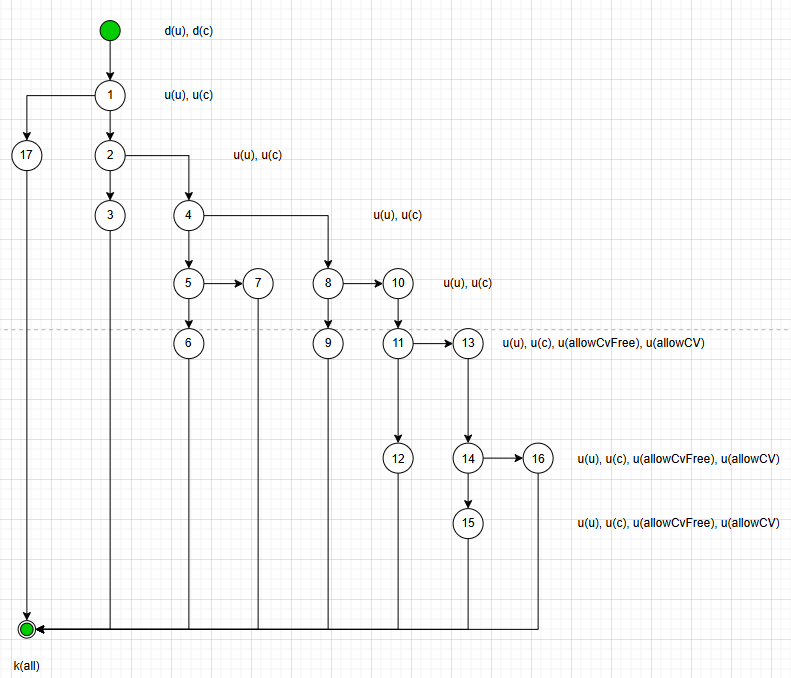 d(u), d(c)
1
u(u), u(c)
17
2
u(u), u(c)
3
4
u(u), u(c)
5
7
8
10
u(u), u(c)
6
9
11
13
u(u), u(c), u(allowCvFree), u(allowCV)
12
14
16
u(u), u(c), u(allowCvFree), u(allowCV)
15
u(u), u(c), u(allowCvFree), u(allowCV)
k(all)